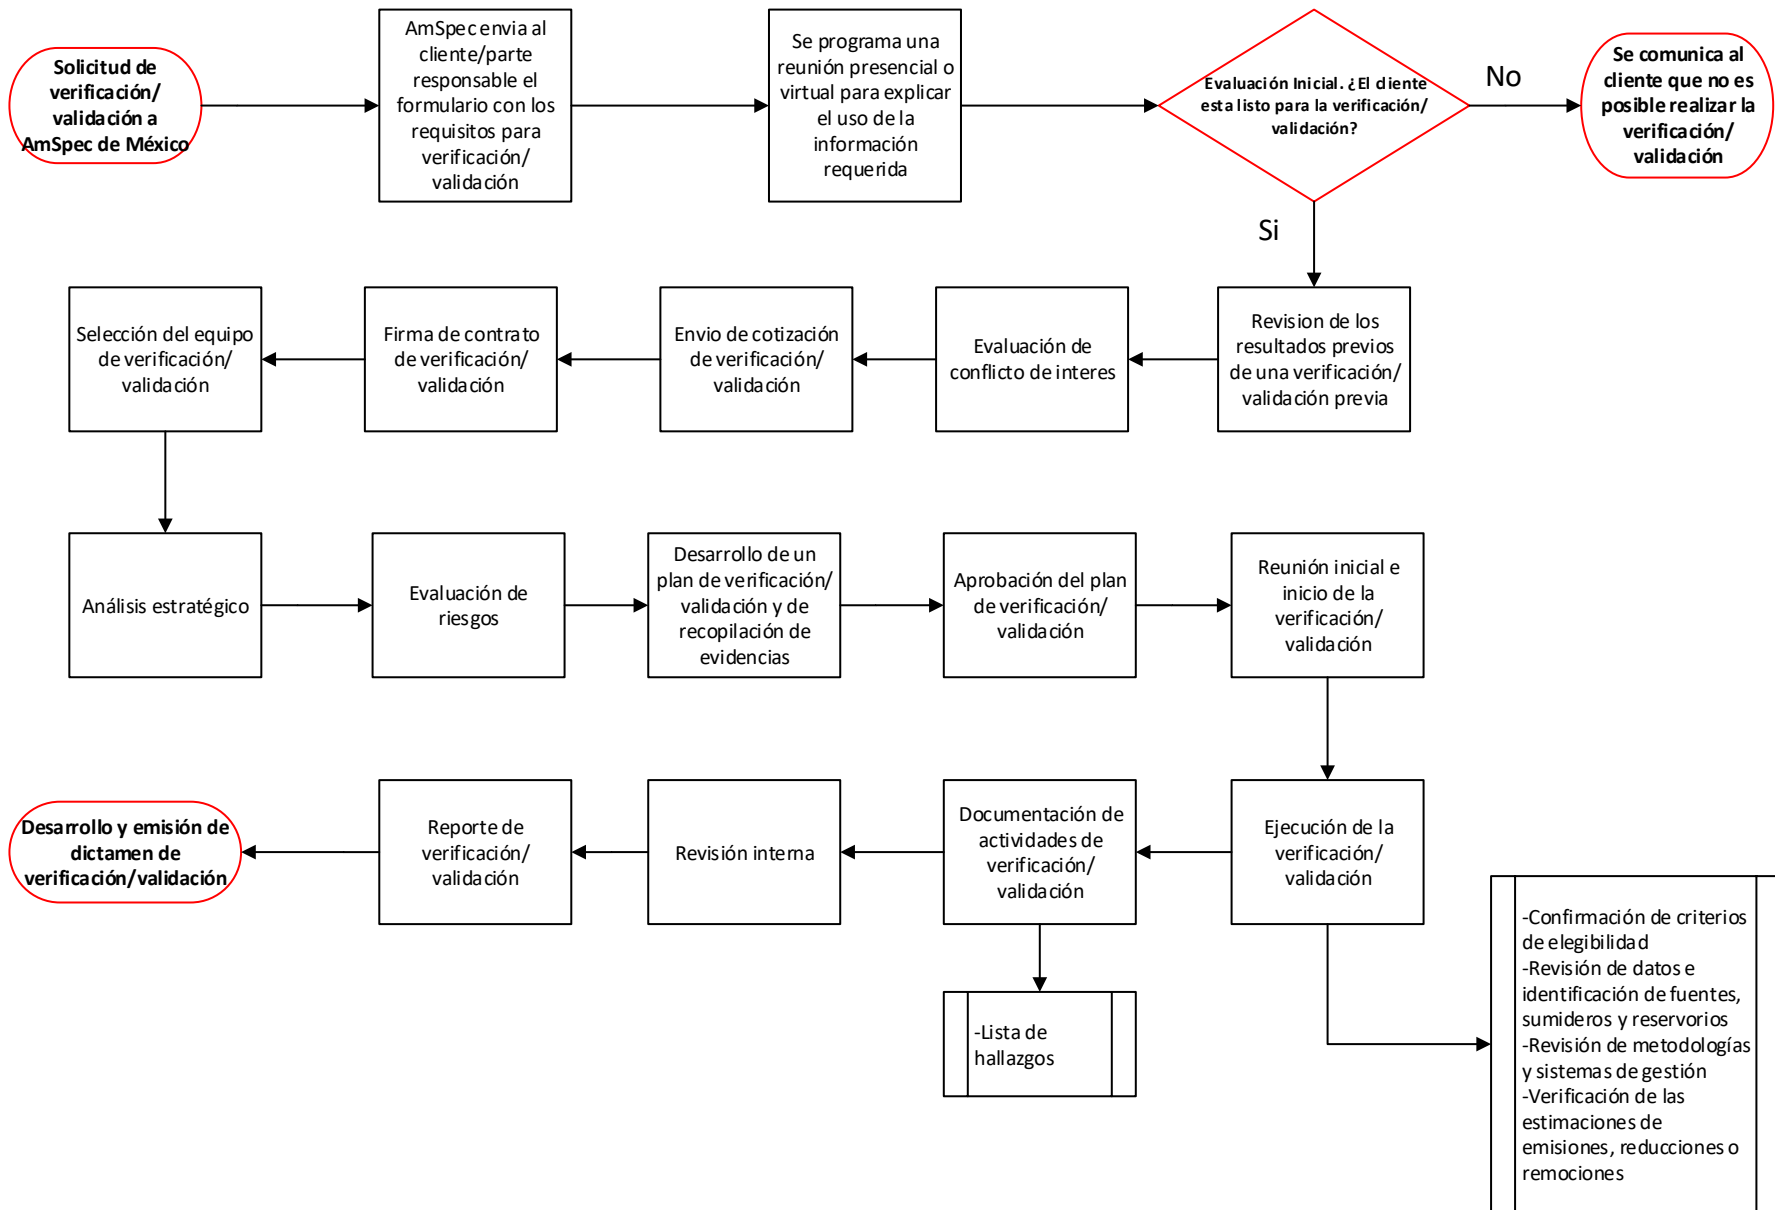 Solicitud de
verificación/
validación a
AmSpec de México
AmSpec envia al
cliente/parte
responsable el
formulario con los
requisitos para
verificación/
validación
Se programa una
reunión presencial o
virtual para explicar
el uso de la
información
requerida
Evaluación Inicial. ¿El cliente
esta listo para la verificación/
validación?
No
Se comunica al
cliente que no es
posible realizar la
verificación/
validación
Si
Selección del equipo
de verificación/
validación
Firma de contrato
de verificación/
validación
Envio de cotización
de verificación/
validación
Evaluación de
conflicto de interes
Revision de los
resultados previos
de una verificación/
validación previa
Análisis estratégico
Evaluación de
riesgos
Desarrollo de un
plan de verificación/
validación y de
recopilación de
evidencias
Aprobación del plan
de verificación/
validación
Reunión inicial e
inicio de la
verificación/
validación
Desarrollo y emisión de
dictamen de
verificación/validación
Reporte de
verificación/
validación
Revisión interna
Documentación de
actividades de
verificación/
validación
Ejecución de la
verificación/
validación
-Lista de
hallazgos
-Confirmación de criterios
de elegibilidad
-Revisión de datos e
identificación de fuentes,
sumideros y reservorios
-Revisión de metodologías
y sistemas de gestión
-Verificación de las
estimaciones de
emisiones, reducciones o
remociones